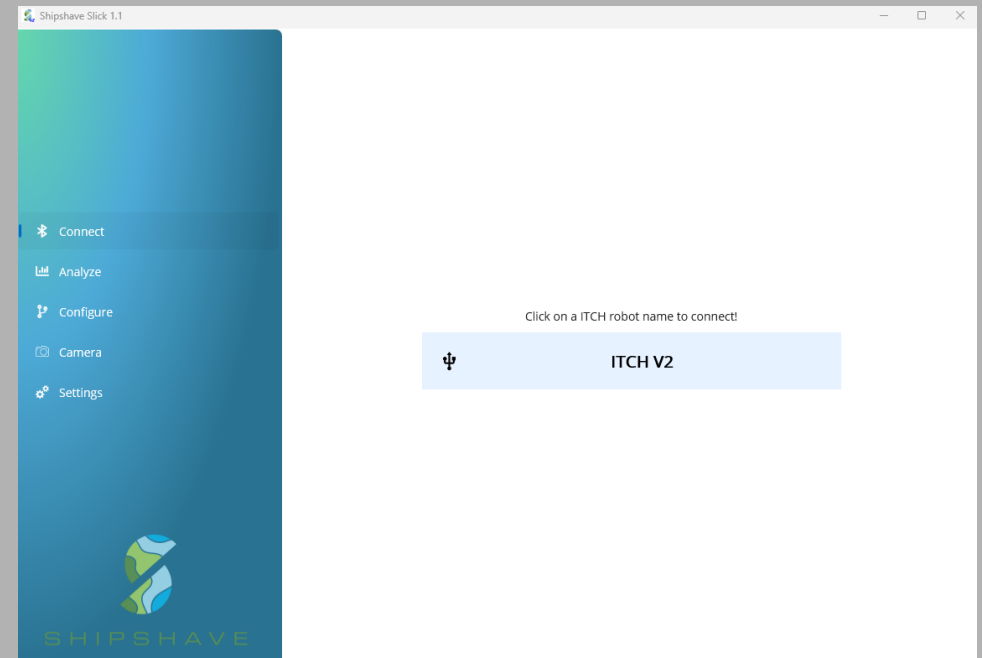 Shipshave Slick 1.1
Connect
Analyze
Configure
Camera
Settings
SHIPSHAVE
Click on a ITCH robot name to connect!
ITCH V2